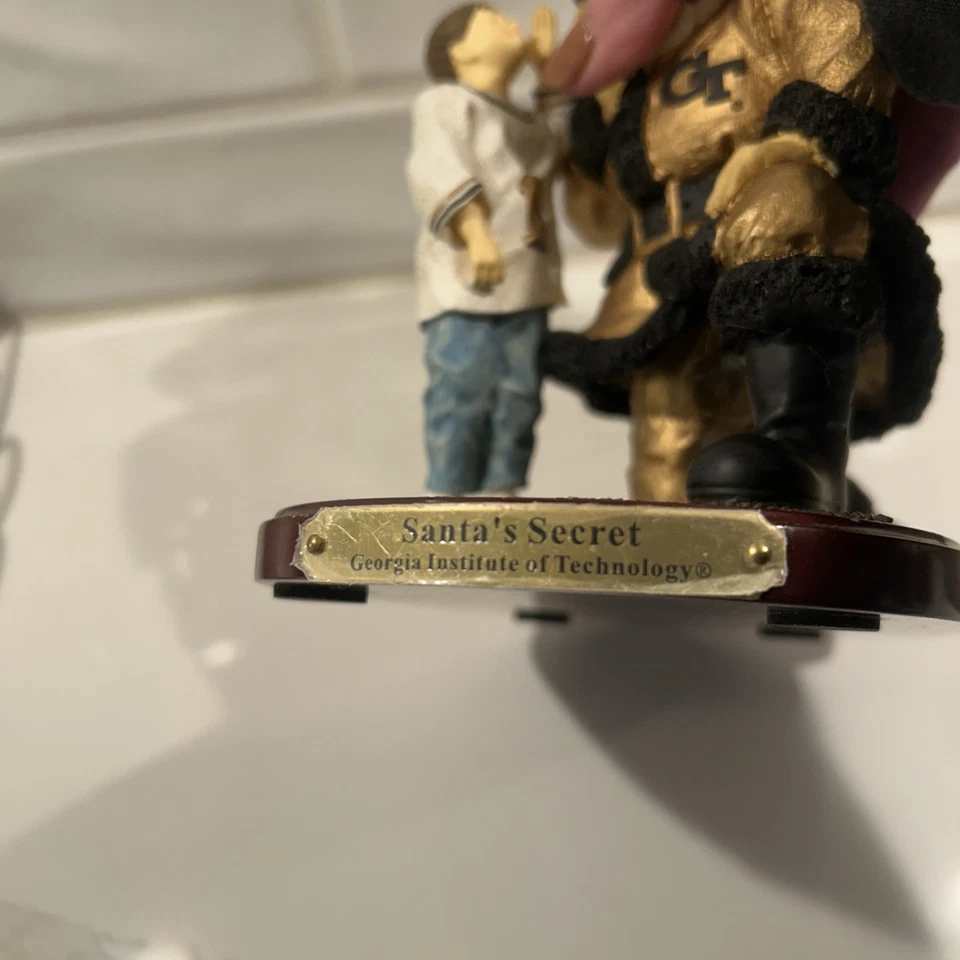 GT
Santa's Secret
Georgia Institute of Technology®